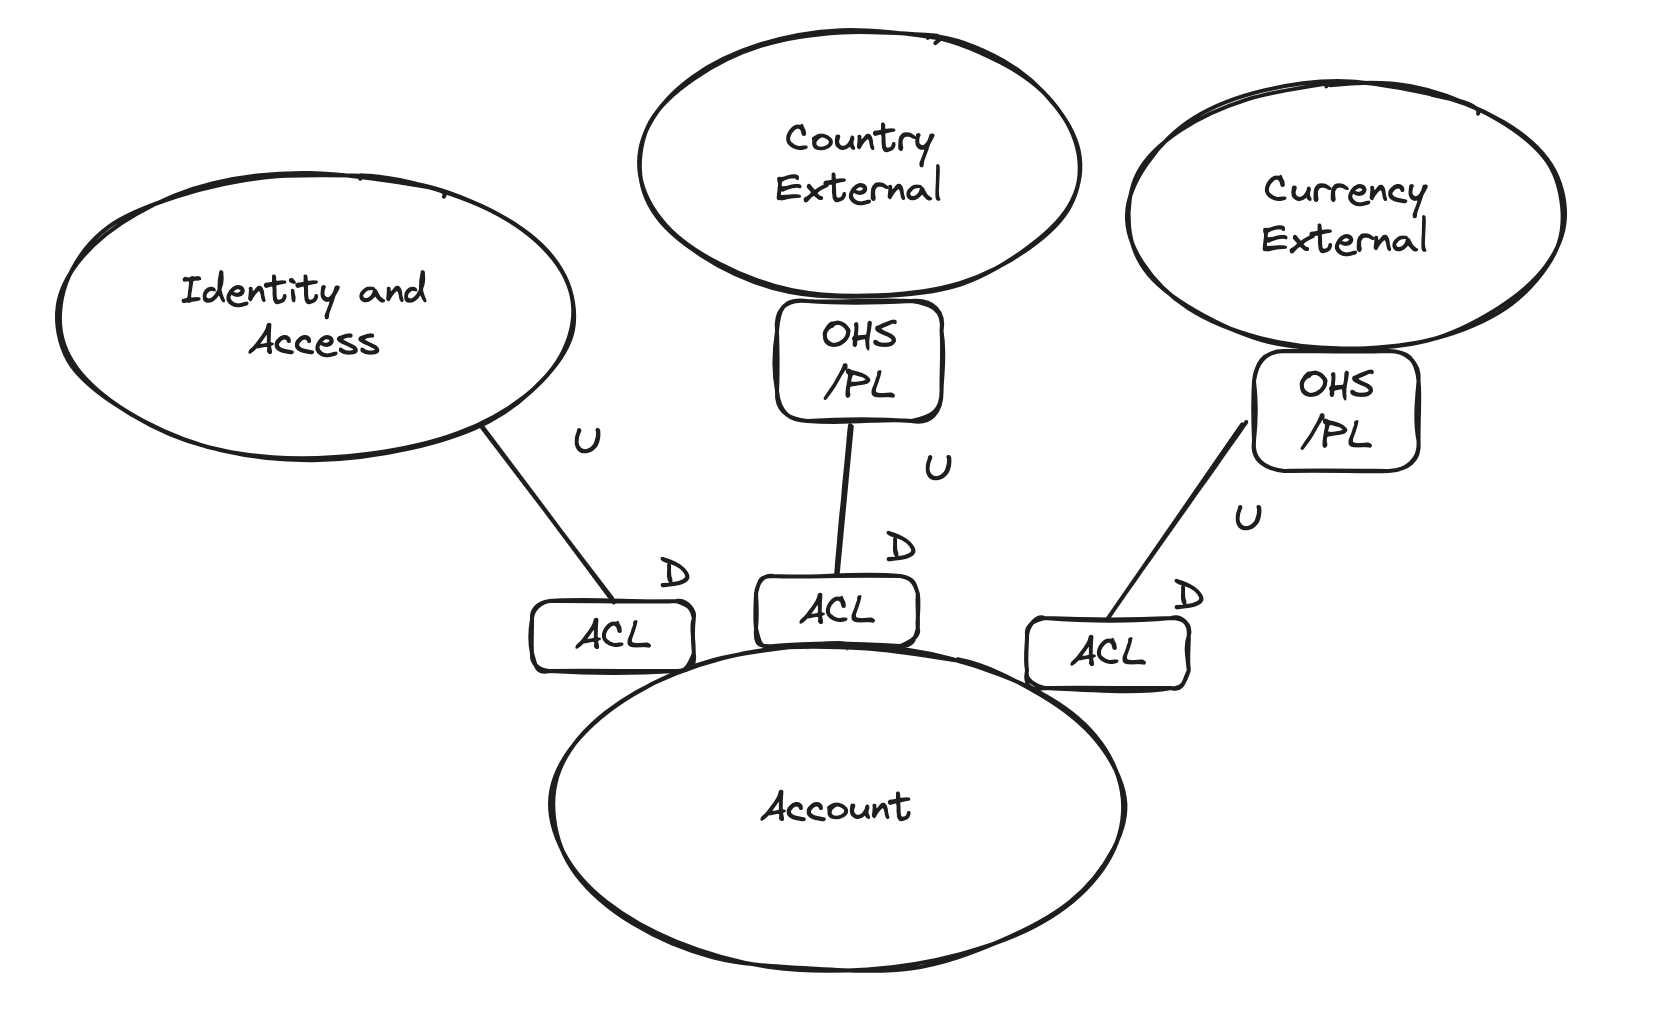 Country
External
Currency
External
Identity and
Access
OHS
/PL
OHS
/PL
U
U
U
D
D
D
ACL
ACL
ACL
Account